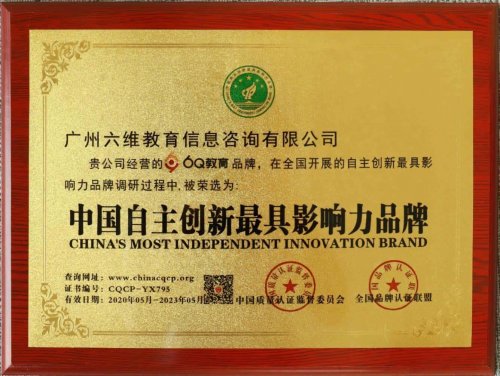 广州六维教育信息咨询有限公司
贵公司经营的 6Q教育 品牌，在全国开展的自主创新最具影
响力品牌调研过程中，被荣选为：
中国自主创新最具影响力品牌
CHINA'S MOST INDEPENDENT INNOVATION BRAND
查询网址：www.chinacqcp.org
证书编号：CQCP-YX795
有效日期：2020年05月-2023年05月
中国质量认证监督委员会 全国品牌认证联盟